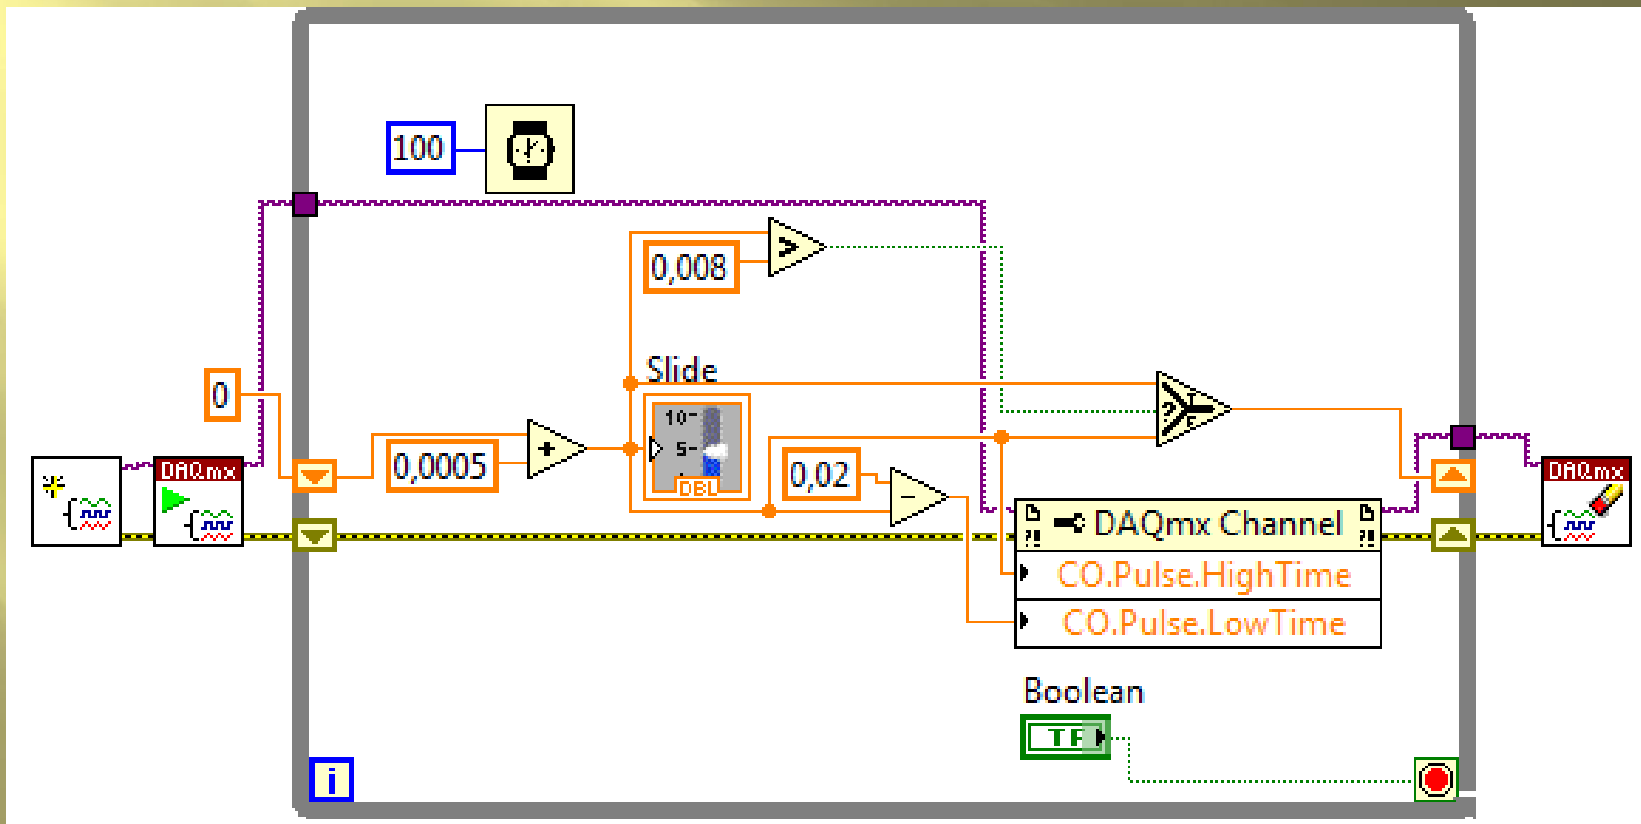 100
0,008
Slide
0
10
5
DBL
0,0005
0,02
DAQmx
DAQmx
DAQmx Channel
CO.Pulse.HighTime
CO.Pulse.LowTime
Boolean
TF
i